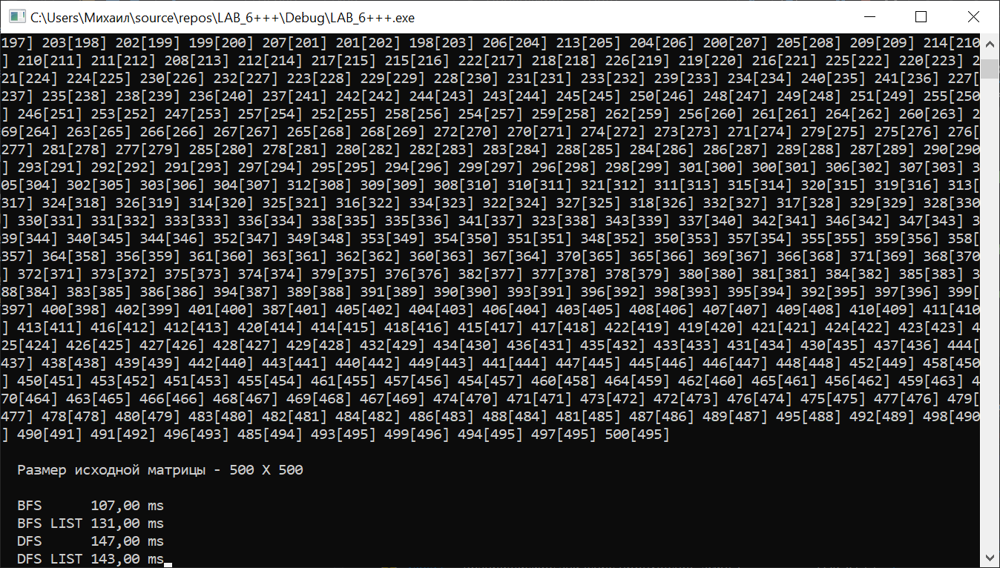 C:\Users\Михаил\source\repos\LAB_6+++\Debug\LAB_6+++.exe
197] 203[198] 202[199] 199[200] 207[201] 201[202] 198[203] 206[204] 213[205] 204[206] 200[207] 205[208] 209[209] 214[210
] 210[211] 211[212] 208[213] 212[214] 217[215] 215[216] 222[217] 218[218] 226[219] 219[220] 216[221] 225[222] 220[223] 2
21[224] 224[225] 230[226] 232[227] 223[228] 229[229] 228[230] 231[231] 233[232] 239[233] 234[234] 240[235] 241[236] 227[
237] 235[238] 238[239] 236[240] 237[241] 242[242] 244[243] 243[244] 245[245] 250[246] 248[247] 249[248] 251[249] 255[250
] 246[251] 253[252] 247[253] 257[254] 252[255] 258[256] 254[257] 259[258] 262[259] 256[260] 261[261] 264[262] 260[263] 2
69[264] 263[265] 266[266] 267[267] 265[268] 268[269] 272[270] 270[271] 274[272] 273[273] 271[274] 279[275] 275[276] 276[
277] 281[278] 277[279] 285[280] 278[281] 280[282] 282[283] 283[284] 288[285] 284[286] 286[287] 289[288] 287[289] 290[290
] 293[291] 292[292] 291[293] 297[294] 295[295] 294[296] 299[297] 296[298] 298[299] 301[300] 300[301] 306[302] 307[303] 3
05[304] 302[305] 303[306] 304[307] 312[308] 309[309] 308[310] 310[311] 321[312] 311[313] 315[314] 320[315] 319[316] 313[
317] 324[318] 326[319] 314[320] 325[321] 316[322] 334[323] 322[324] 327[325] 318[326] 332[327] 317[328] 329[329] 328[330
] 330[331] 331[332] 333[333] 336[334] 338[335] 335[336] 341[337] 323[338] 343[339] 337[340] 342[341] 346[342] 347[343] 3
39[344] 340[345] 344[346] 352[347] 349[348] 353[349] 354[350] 351[351] 348[352] 350[353] 357[354] 355[355] 359[356] 358[
357] 364[358] 356[359] 361[360] 363[361] 362[362] 360[363] 367[364] 370[365] 365[366] 369[367] 366[368] 371[369] 368[370
] 372[371] 373[372] 375[373] 374[374] 379[375] 376[376] 382[377] 377[378] 378[379] 380[380] 381[381] 384[382] 385[383] 3
88[384] 383[385] 386[386] 394[387] 389[388] 391[389] 390[390] 393[391] 396[392] 398[393] 395[394] 392[395] 397[396] 399[
397] 400[398] 402[399] 401[400] 387[401] 405[402] 404[403] 406[404] 403[405] 408[406] 407[407] 409[408] 410[409] 411[410
] 413[411] 416[412] 412[413] 420[414] 414[415] 418[416] 415[417] 417[418] 422[419] 419[420] 421[421] 424[422] 423[423] 4
25[424] 426[425] 427[426] 428[427] 429[428] 432[429] 434[430] 436[431] 435[432] 433[433] 431[434] 430[435] 437[436] 444[
437] 438[438] 439[439] 442[440] 443[441] 440[442] 449[443] 441[444] 447[445] 445[446] 446[447] 448[448] 452[449] 458[450
] 450[451] 453[452] 451[453] 455[454] 461[455] 457[456] 454[457] 460[458] 464[459] 462[460] 465[461] 456[462] 459[463] 4
70[464] 463[465] 466[466] 468[467] 469[468] 467[469] 474[470] 471[471] 473[472] 472[473] 476[474] 475[475] 477[476] 479[
477] 478[478] 480[479] 483[480] 482[481] 484[482] 486[483] 488[484] 481[485] 487[486] 489[487] 495[488] 492[489] 498[490
] 490[491] 491[492] 496[493] 485[494] 493[495] 499[496] 494[495] 497[495] 500[495]
Размер исходной матрицы - 500 X 500
BFS 107,00 ms
BFS LIST 131,00 ms
DFS 147,00 ms
DFS LIST 143,00 ms